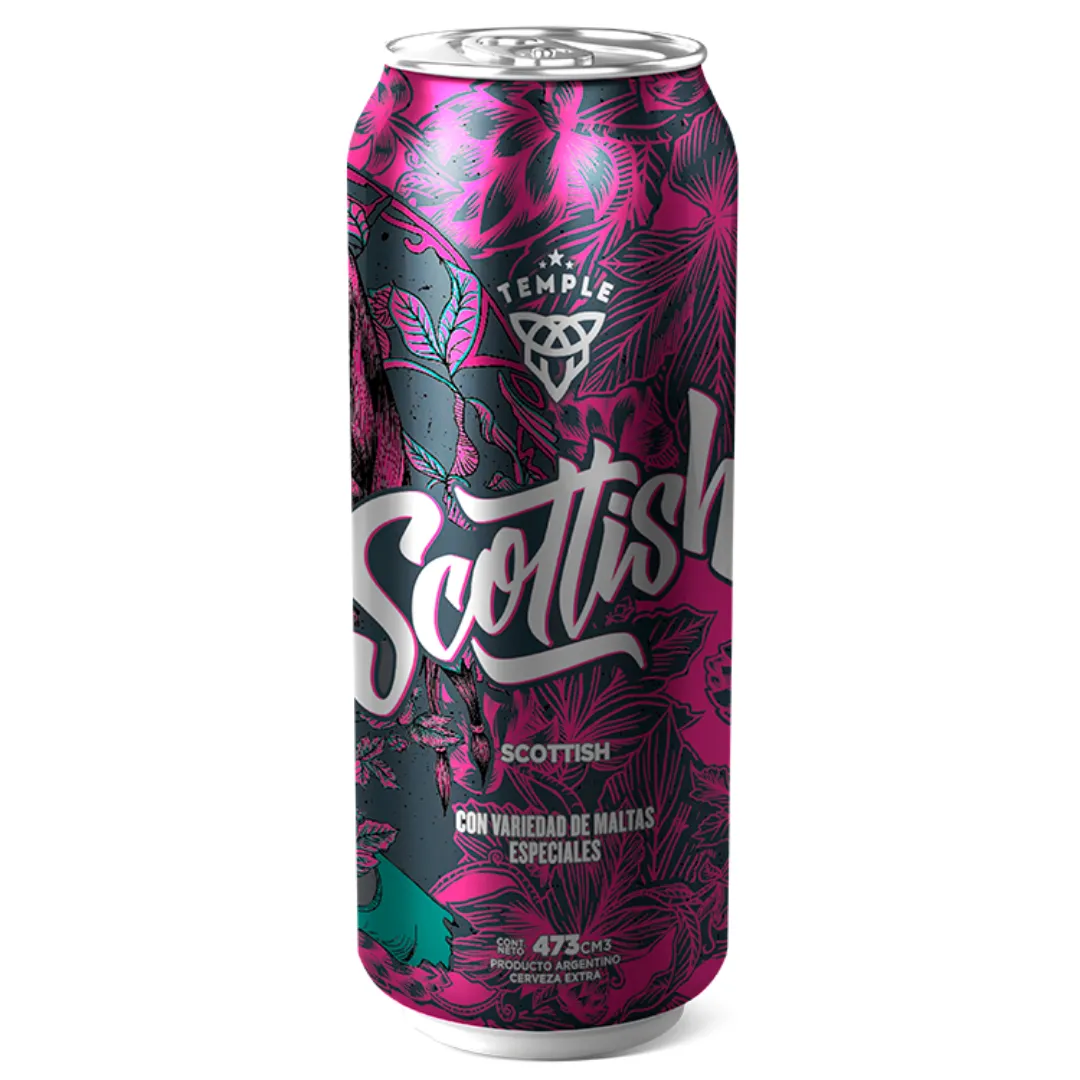 TEMPLE
Scottish
SCOTTISH
CON VARIEDAD DE MALTAS
ESPECIALES
CONT. NETO 473CM3
PRODUCTO ARGENTINO
CERVEZA EXTRA